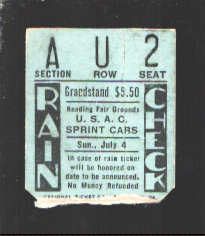 A U 2
SECTION ROW SEAT
RAIN
Grandstand $5.50
Reading Fair Grounds
U. S. A. C.
SPRINT CARS
Sun., July 4
In case of rain ticket
will be honored on
date to be announced.
No Money Refunded
CHECK